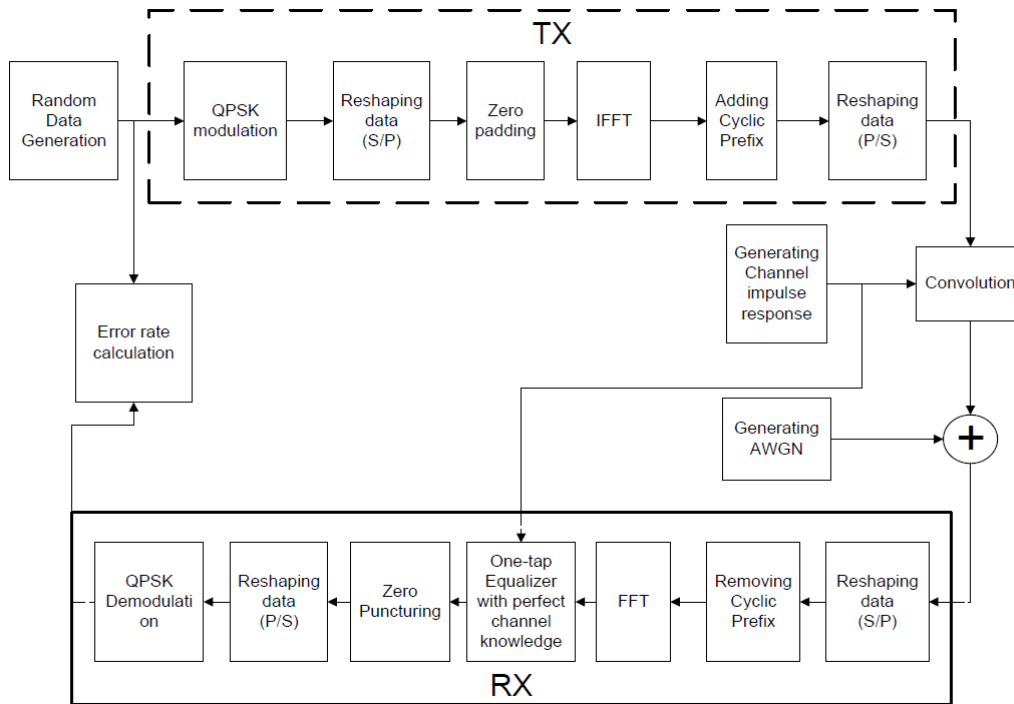 TX
Random
Data
Generation
QPSK
modulation
Reshaping
data
(S/P)
Zero
padding
IFFT
Adding
Cyclic
Prefix
Reshaping
data
(P/S)
Generating
Channel
impulse
response
Convolution
Error rate
calculation
Generating
AWGN
+
QPSK
Demodulati
on
Reshaping
data
(P/S)
Zero
Puncturing
One-tap
Equalizer
with perfect
channel
knowledge
FFT
Removing
Cyclic
Prefix
Reshaping
data
(S/P)
RX